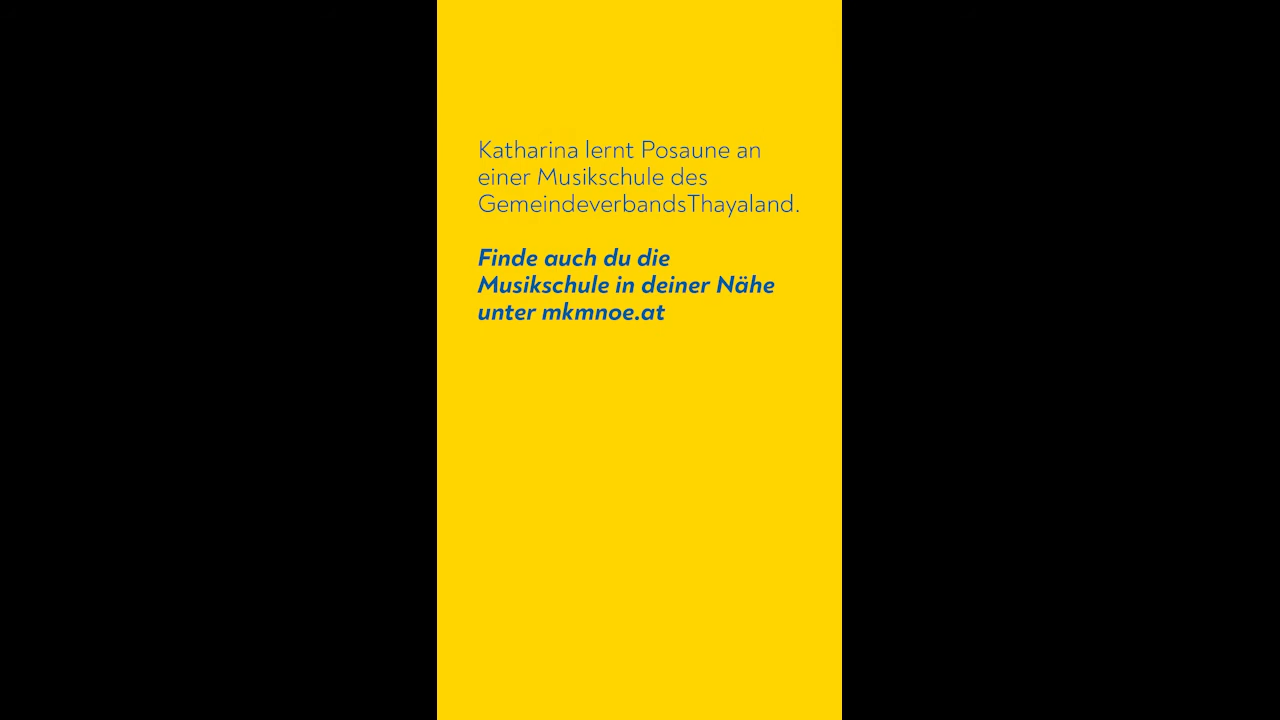 Katharina lernt Posaune an
einer Musikschule des
GemeindeverbandsThayaland.
Finde auch du die
Musikschule in deiner Nähe
unter mkmnoe.at